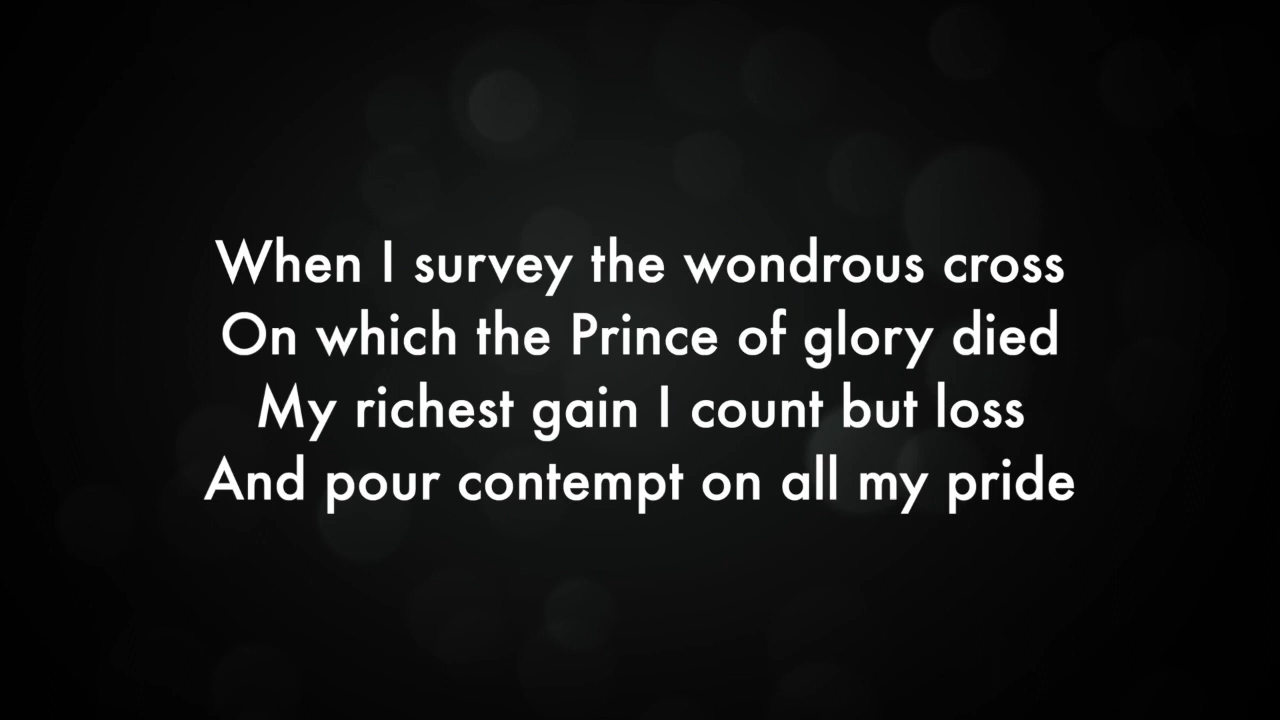 When I survey the wondrous cross
On which the Prince of glory died
My richest gain I count but loss
And pour contempt on all my pride